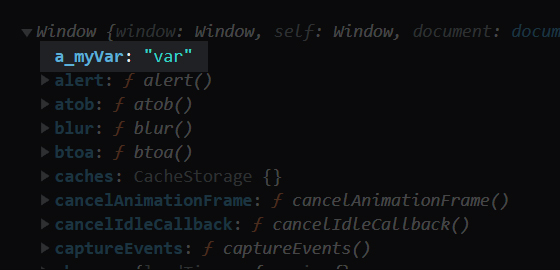 ▼Window {window: Window, self: Window, document: docum
a_myVar: "var"
▶alert: ƒ alert()
▶atob: ƒ atob()
▶blur: ƒ blur()
▶btoa: ƒ btoa()
▶caches: CacheStorage {}
▶cancelAnimationFrame: ƒ cancelAnimationFrame()
▶cancelIdleCallback: ƒ cancelIdleCallback()
▶captureEvents: ƒ captureEvents()